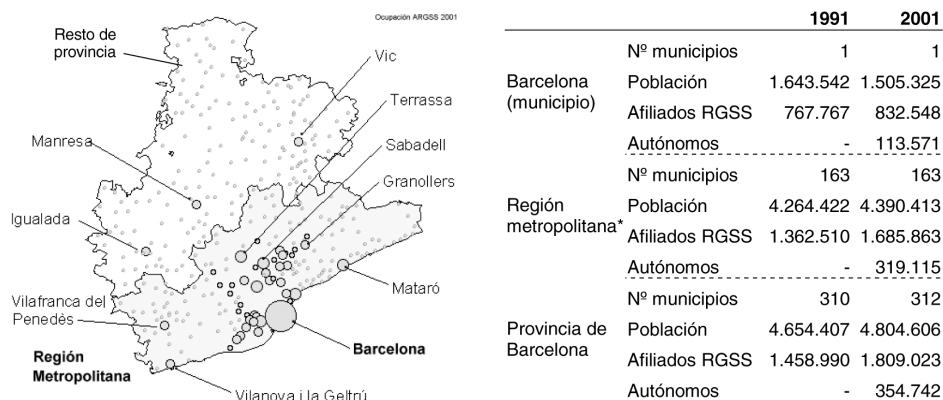 Ocupación ARGSS 2001
Resto de
provincia
Vic
Terrassa
Manresa
Sabadell
Granollers
Igualada
Mataró
Vilafranca del
Penedès
Barcelona
Región
Metropolitana
Vilanova i la Geltrú
1991 2001
Barcelona
(municipio)
Nº municipios 1 1
Población 1.643.542 1.505.325
Afiliados RGSS 767.767 832.548
Autónomos - 113.571
Región
metropolitana*
Nº municipios 163 163
Población 4.264.422 4.390.413
Afiliados RGSS 1.362.510 1.685.863
Autónomos - 319.115
Provincia de
Barcelona
Nº municipios 310 312
Población 4.654.407 4.804.606
Afiliados RGSS 1.458.990 1.809.023
Autónomos - 354.742